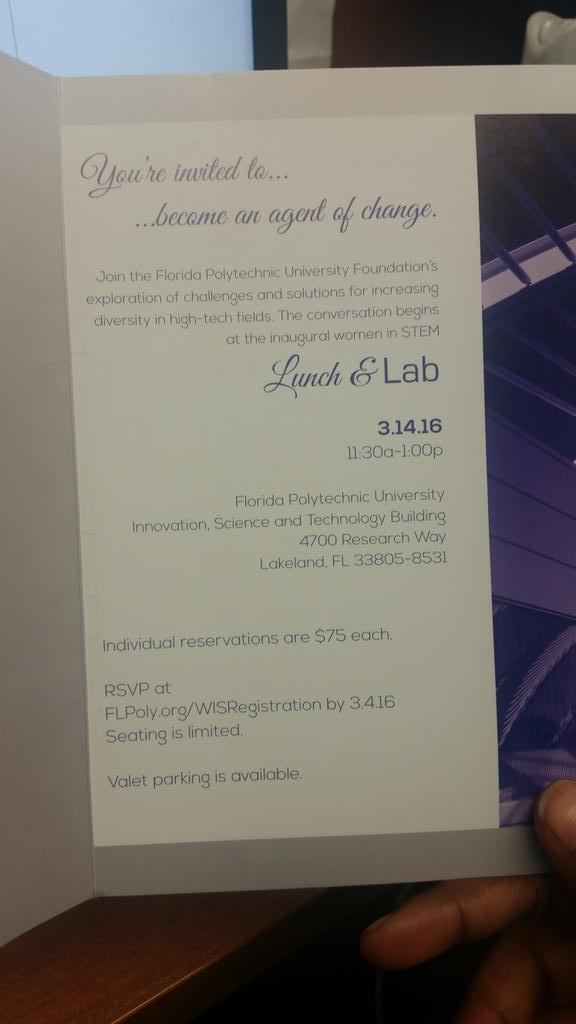 You're invited to...
...become an agent of change.
Join the Florida Polytechnic University Foundation's
exploration of challenges and solutions for increasing
diversity in high-tech fields. The conversation begins
at the inaugural women in STEM
Lunch & Lab
3.14.16
11:30a-1:00p
Florida Polytechnic University
Innovation, Science and Technology Building
4700 Research Way
Lakeland, FL 33805-8531
Individual reservations are $75 each.
RSVP at
FLPoly.org/WISRegistration by 3.4.16
Seating is limited.
Valet parking is available.